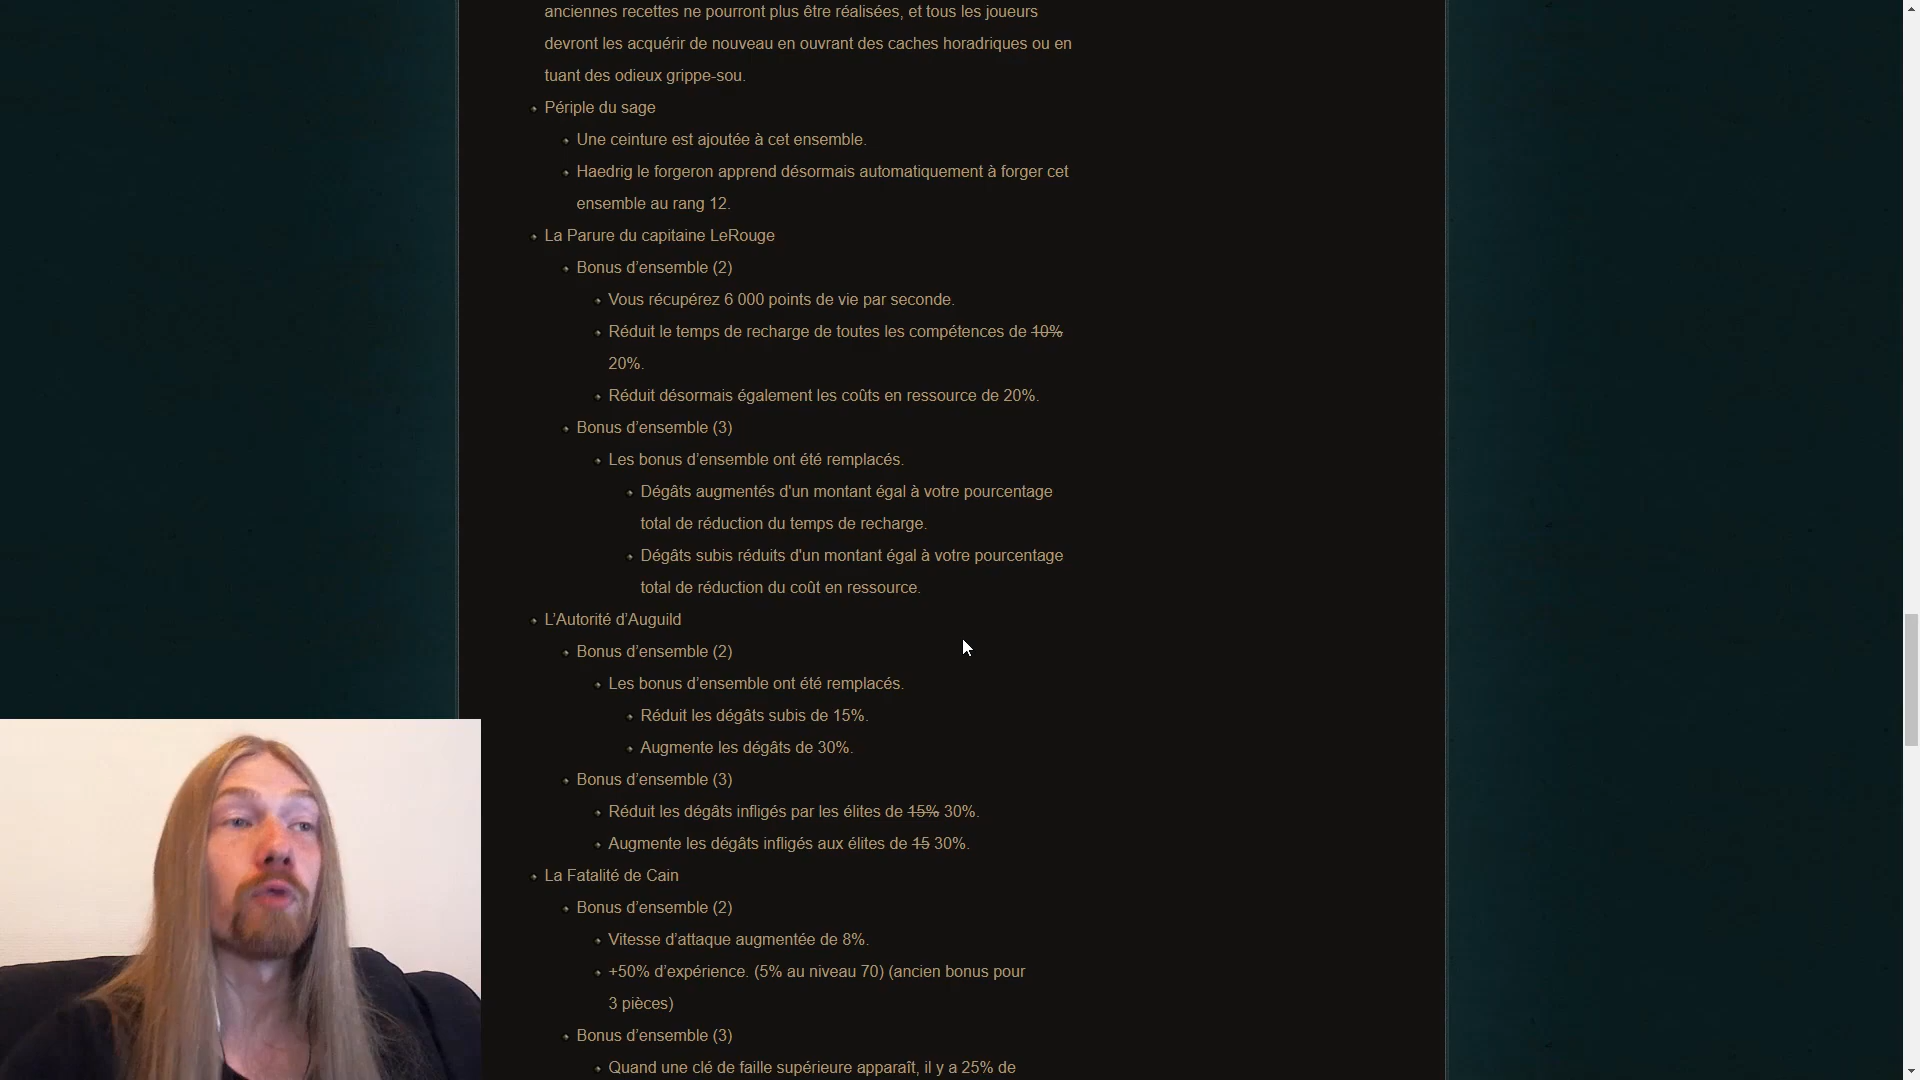 anciennes recettes ne pourront plus être réalisées, et tous les joueurs
devront les acquérir de nouveau en ouvrant des caches horadriques ou en
tuant des odieux grippe-sou.
Périple du sage
Une ceinture est ajoutée à cet ensemble.
Haedrig le forgeron apprend désormais automatiquement à forger cet
ensemble au rang 12.
La Parure du capitaine LeRouge
Bonus d’ensemble (2)
Vous récupérez 6 000 points de vie par seconde.
Réduit le temps de recharge de toutes les compétences de 10%
20%.
Réduit désormais également les coûts en ressource de 20%.
Bonus d’ensemble (3)
Les bonus d’ensemble ont été remplacés.
Dégâts augmentés d'un montant égal à votre pourcentage
total de réduction du temps de recharge.
Dégâts subis réduits d'un montant égal à votre pourcentage
total de réduction du coût en ressource.
L’Autorité d’Auguild
Bonus d’ensemble (2)
Les bonus d’ensemble ont été remplacés.
Réduit les dégâts subis de 15%.
Augmente les dégâts de 30%.
Bonus d’ensemble (3)
Réduit les dégâts infligés par les élites de 15% 30%.
Augmente les dégâts infligés aux élites de 15 30%.
La Fatalité de Cain
Bonus d’ensemble (2)
Vitesse d’attaque augmentée de 8%.
+50% d’expérience. (5% au niveau 70) (ancien bonus pour
3 pièces)
Bonus d’ensemble (3)
Quand une clé de faille supérieure apparaît, il y a 25% de